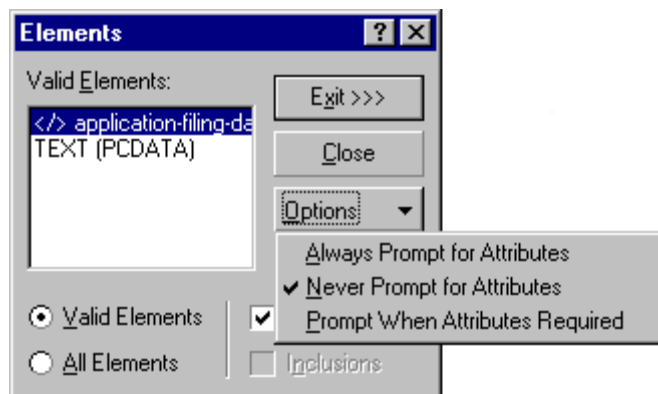 Elements
Valid Elements:
</> application-filing-da
TEXT (PCDATA)
Exit >>>
Close
Options
Always Prompt for Attributes
Never Prompt for Attributes
Prompt When Attributes Required
Valid Elements
All Elements
Inclusions